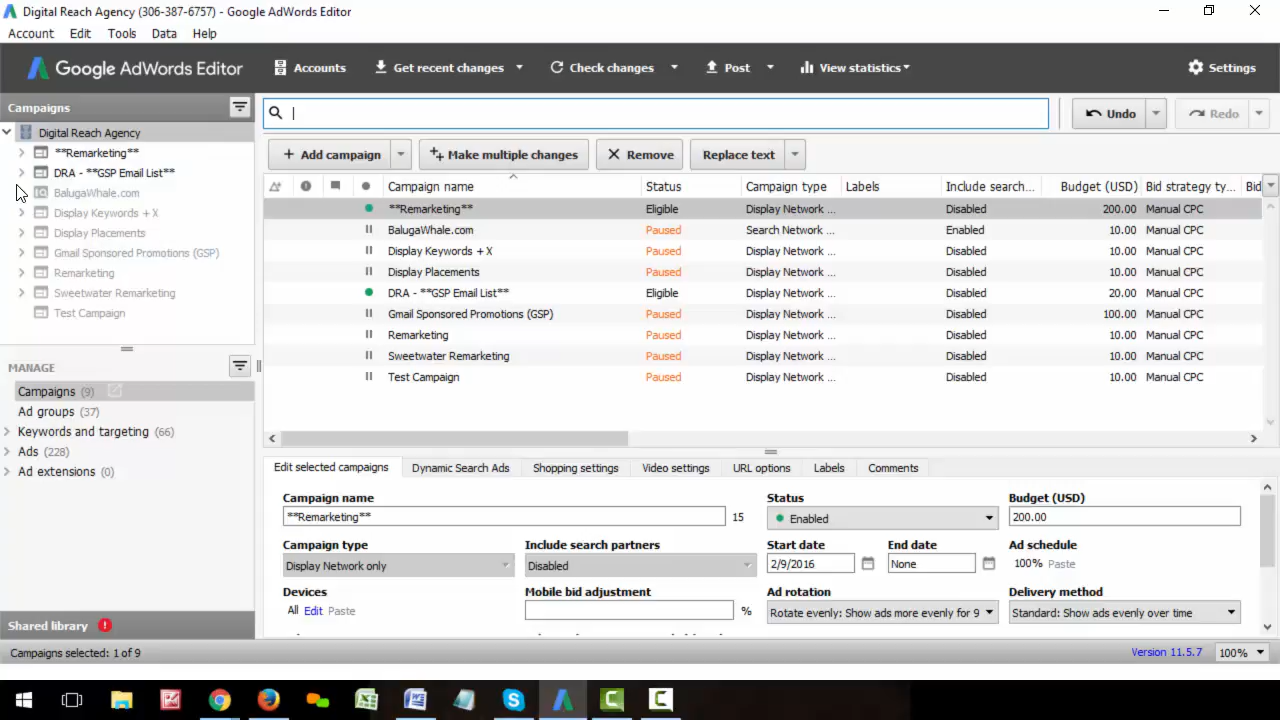 Digital Reach Agency (306-387-6757) - Google AdWords Editor
Account Edit Tools Data Help
Google AdWords Editor Accounts Get recent changes Check changes Post View statistics Settings
Campaigns
Undo Redo
Digital Reach Agency
**Remarketing**
DRA - **GSP Email List**
BalugaWhale.com
Display Keywords + X
Display Placements
Gmail Sponsored Promotions (GSP)
Remarketing
Sweetwater Remarketing
Test Campaign
Add campaign Make multiple changes Remove Replace text
Campaign name Status Campaign type Labels Include search... Budget (USD) Bid strategy ty... Bid
**Remarketing** Eligible Display Network ... Disabled 200.00 Manual CPC
BalugaWhale.com Paused Search Network ... Enabled 10.00 Manual CPC
Display Keywords + X Paused Display Network ... Disabled 10.00 Manual CPC
Display Placements Paused Display Network ... Disabled 10.00 Manual CPC
DRA - **GSP Email List** Eligible Display Network ... Disabled 20.00 Manual CPC
Gmail Sponsored Promotions (GSP) Paused Display Network ... Disabled 100.00 Manual CPC
Remarketing Paused Display Network ... Disabled 10.00 Manual CPC
Sweetwater Remarketing Paused Display Network ... Disabled 10.00 Manual CPC
Test Campaign Paused Display Network ... Disabled 10.00 Manual CPC
MANAGE
Campaigns (9)
Ad groups (37)
Keywords and targeting (66)
Ads (228)
Ad extensions (0)
Shared library
Edit selected campaigns Dynamic Search Ads Shopping settings Video settings URL options Labels Comments
Campaign name Status Budget (USD)
**Remarketing** 15 Enabled 200.00
Campaign type Include search partners Start date End date Ad schedule
Display Network only Disabled 2/9/2016 None 100% Paste
Devices Mobile bid adjustment Ad rotation Delivery method
All Edit Paste % Rotate evenly: Show ads more evenly for 9 Standard: Show ads evenly over time
Campaigns selected: 1 of 9 Version 11.5.7 100%